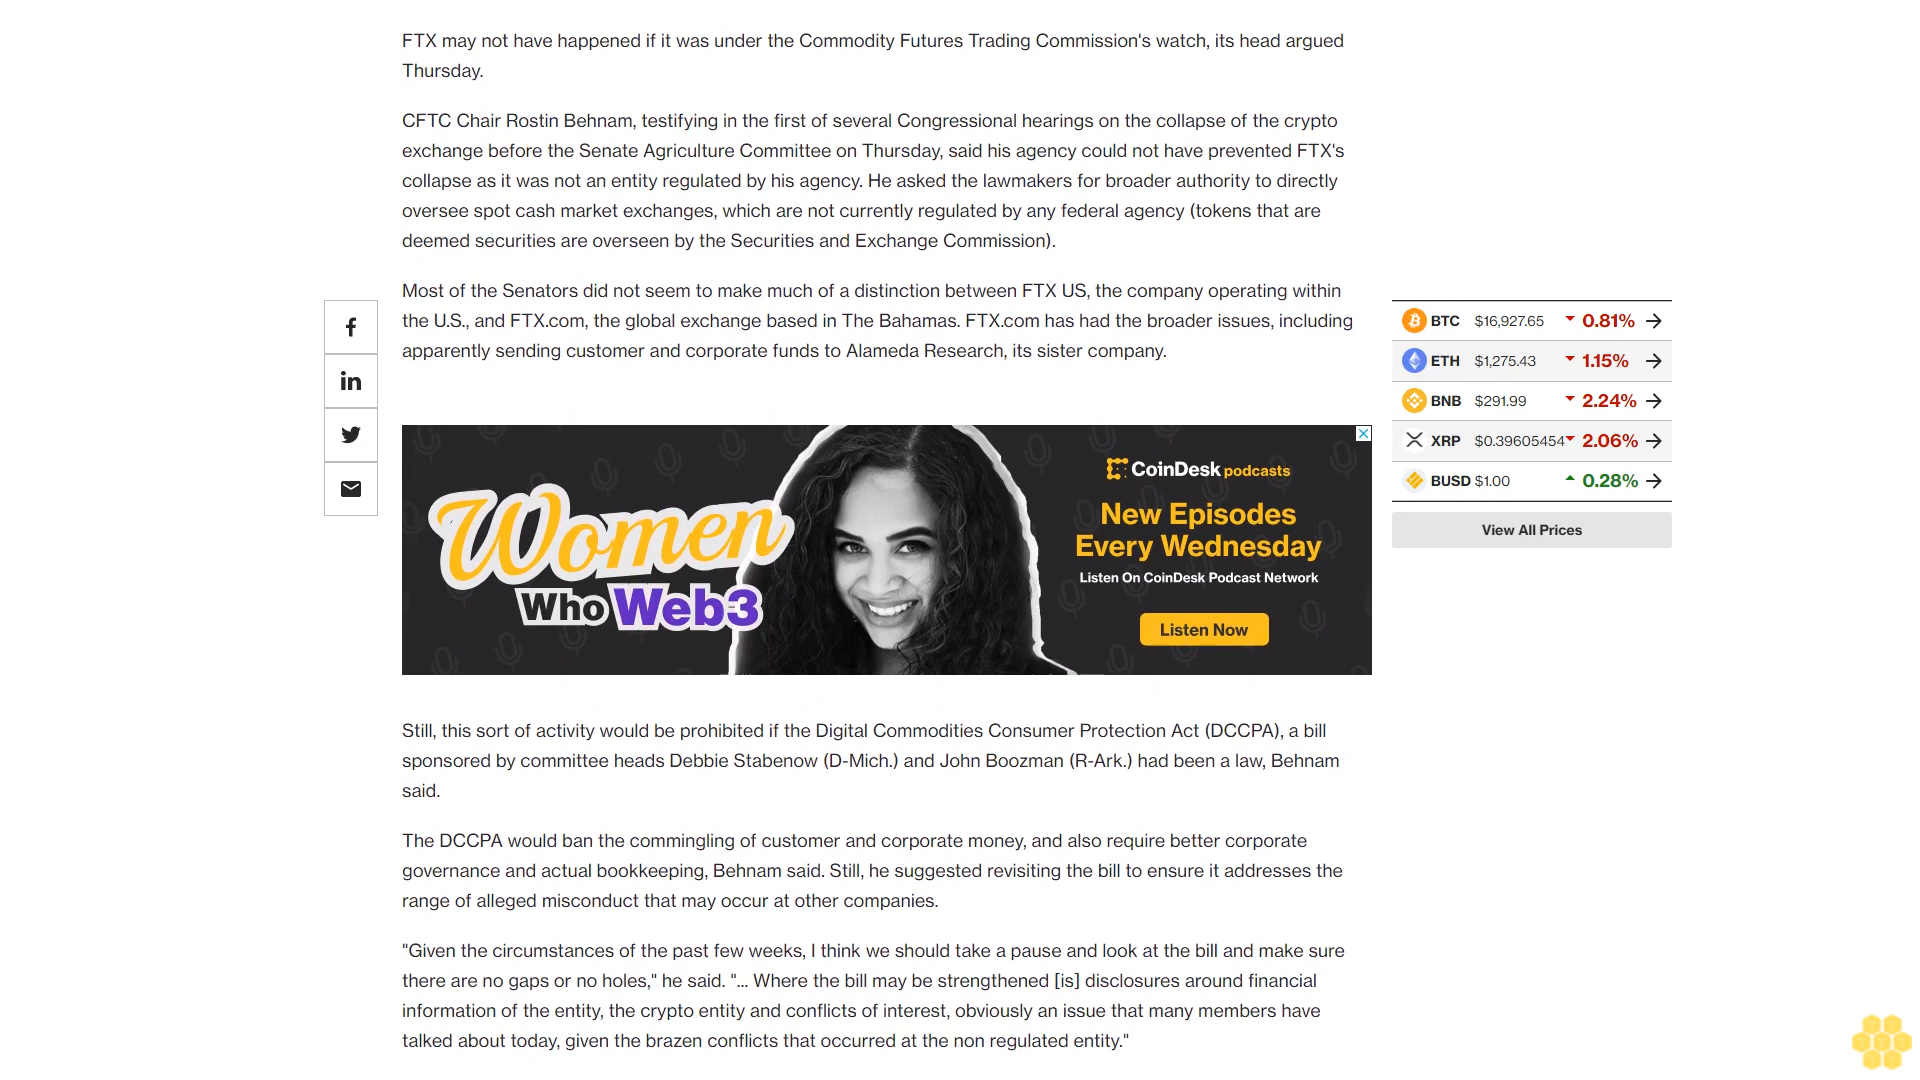 FTX may not have happened if it was under the Commodity Futures Trading Commission's watch, its head argued
Thursday.
CFTC Chair Rostin Behnam, testifying in the first of several Congressional hearings on the collapse of the crypto
exchange before the Senate Agriculture Committee on Thursday, said his agency could not have prevented FTX's
collapse as it was not an entity regulated by his agency. He asked the lawmakers for broader authority to directly
oversee spot cash market exchanges, which are not currently regulated by any federal agency (tokens that are
deemed securities are overseen by the Securities and Exchange Commission).
Most of the Senators did not seem to make much of a distinction between FTX US, the company operating within
the U.S., and FTX.com, the global exchange based in The Bahamas. FTX.com has had the broader issues, including
apparently sending customer and corporate funds to Alameda Research, its sister company.
BTC $16,927.65 0.81%
ETH $1,275.43 1.15%
BNB $291.99 2.24%
XRP $0.39605454 2.06%
BUSD $1.00 0.28%
View All Prices
Women
Who Web3
CoinDesk podcasts
New Episodes
Every Wednesday
Listen On CoinDesk Podcast Network
Listen Now
Still, this sort of activity would be prohibited if the Digital Commodities Consumer Protection Act (DCCPA), a bill
sponsored by committee heads Debbie Stabenow (D-Mich.) and John Boozman (R-Ark.) had been a law, Behnam
said.
The DCCPA would ban the commingling of customer and corporate money, and also require better corporate
governance and actual bookkeeping, Behnam said. Still, he suggested revisiting the bill to ensure it addresses the
range of alleged misconduct that may occur at other companies.
"Given the circumstances of the past few weeks, I think we should take a pause and look at the bill and make sure
there are no gaps or no holes," he said. "... Where the bill may be strengthened [is] disclosures around financial
information of the entity, the crypto entity and conflicts of interest, obviously an issue that many members have
talked about today, given the brazen conflicts that occurred at the non regulated entity."